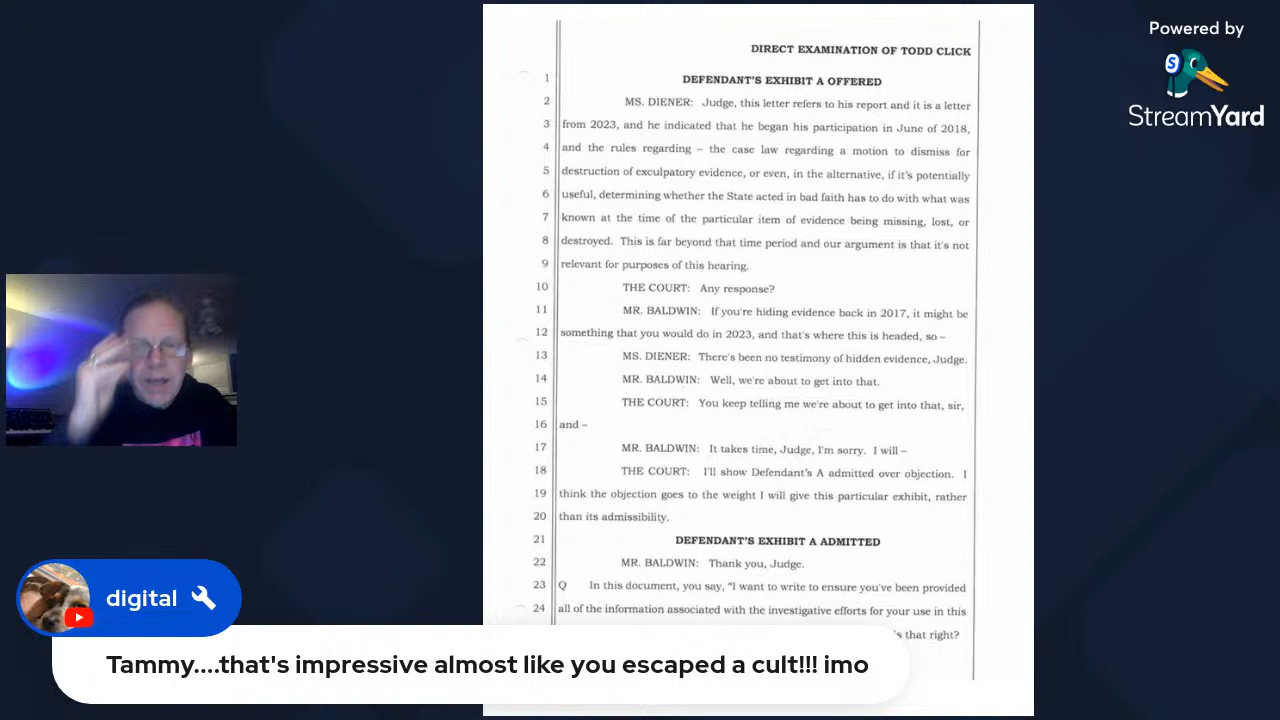 DIRECT EXAMINATION OF TODD CLICK
1 DEFENDANT'S EXHIBIT A OFFERED
2 MS. DIENER: Judge, this letter refers to his report and it is a letter
3 from 2023, and he indicated that he began his participation in June of 2018,
4 and the rules regarding – the case law regarding a motion to dismiss for
5 destruction of exculpatory evidence, or even, in the alternative, if it's potentially
6 useful, determining whether the State acted in bad faith has to do with what was
7 known at the time of the particular item of evidence being missing, lost, or
8 destroyed. This is far beyond that time period and our argument is that it's not
9 relevant for purposes of this hearing.
10 THE COURT: Any response?
11 MR. BALDWIN: If you're hiding evidence back in 2017, it might be
12 something that you would do in 2023, and that's where this is headed, so –
13 MS. DIENER: There's been no testimony of hidden evidence, Judge.
14 MR. BALDWIN: Well, we're about to get into that.
15 THE COURT: You keep telling me we're about to get into that, sir,
16 and –
17 MR. BALDWIN: It takes time, Judge, I'm sorry. I will –
18 THE COURT: I'll show Defendant's A admitted over objection. I
19 think the objection goes to the weight I will give this particular exhibit, rather
20 than its admissibility.
21 DEFENDANT'S EXHIBIT A ADMITTED
22 MR. BALDWIN: Thank you, Judge.
23 Q In this document, you say, "I want to write to ensure you've been provided
24 all of the information associated with the investigative efforts for your use in this
is that right?
Powered by
StreamYard
digital
Tammy....that's impressive almost like you escaped a cult!!! imo